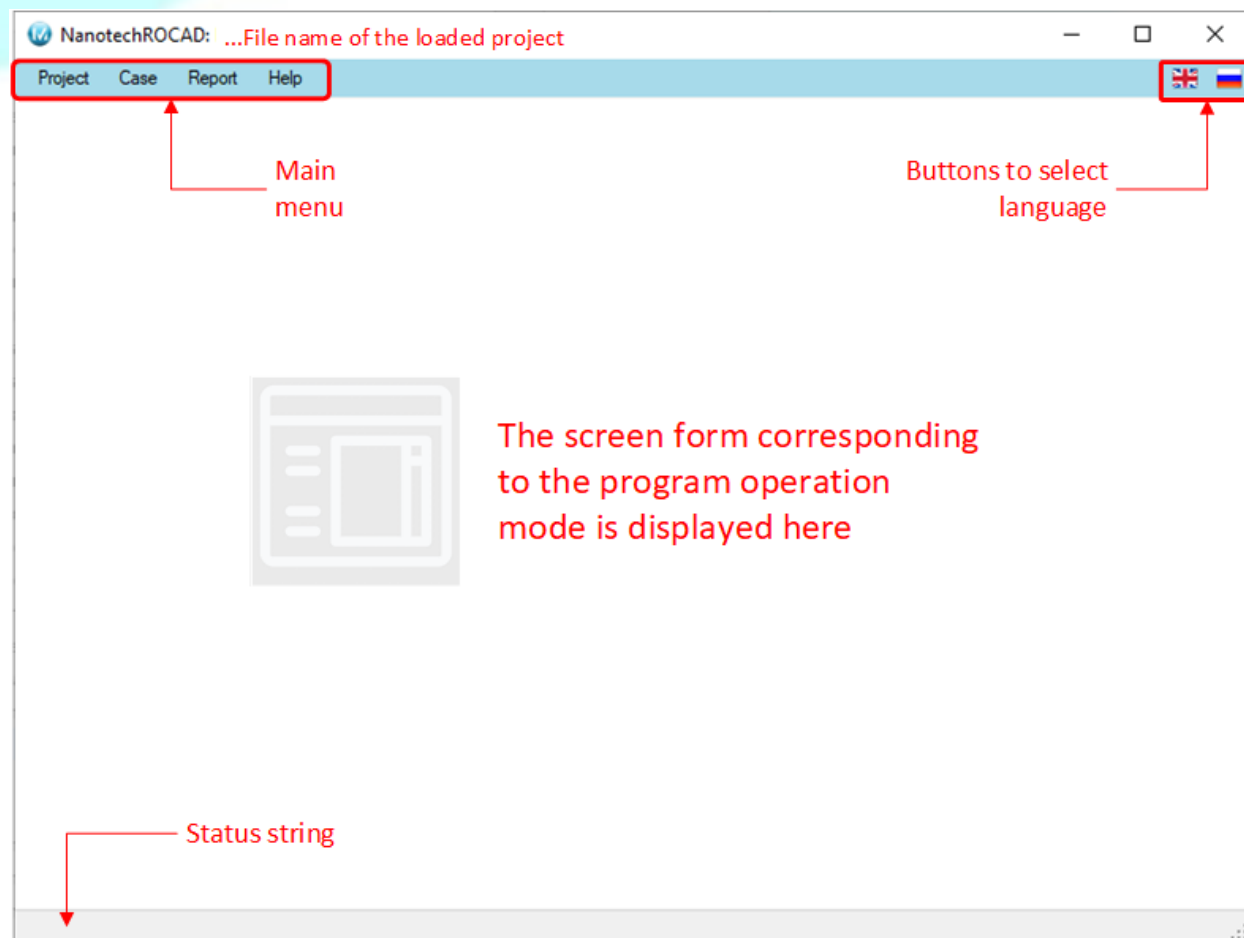 NanotechROCAD: ...File name of the loaded project
Project Case Report Help
Main
menu
Buttons to select
language
The screen form corresponding
to the program operation
mode is displayed here
Status string